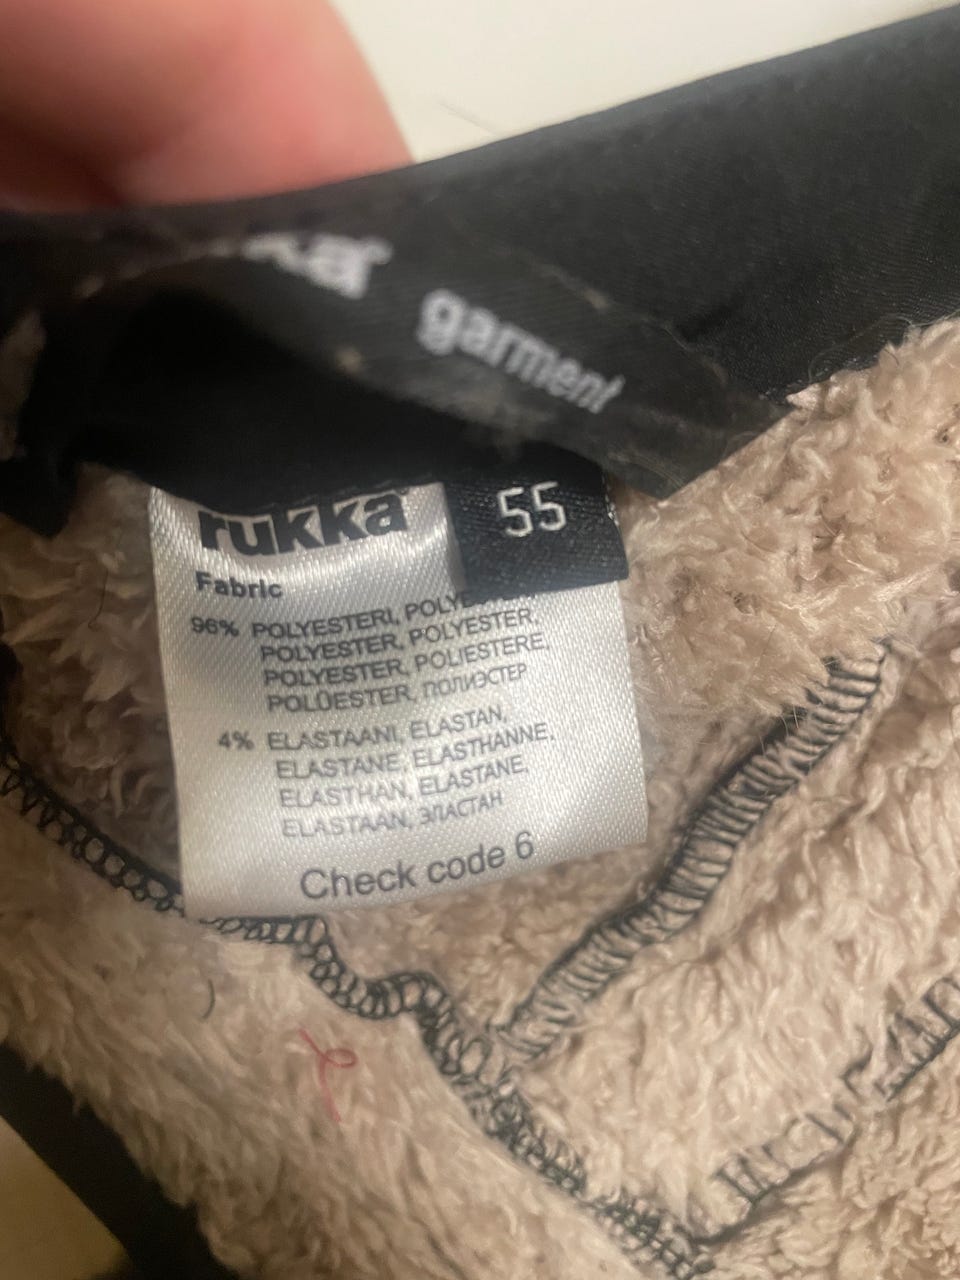 garment
rukka
55
Fabric
96% POLYESTERI,
POLYESTER, POLYESTER,
POLYESTER, POLIESTERE,
POLÜESTER, ПОЛИЭСТЕР
4% ELASTAANI, ELASTAN,
ELASTANE, ELASTHANNE,
ELASTHAN, ELASTANE,
ELASTAAN, ЭЛАСТАН
Check code 6